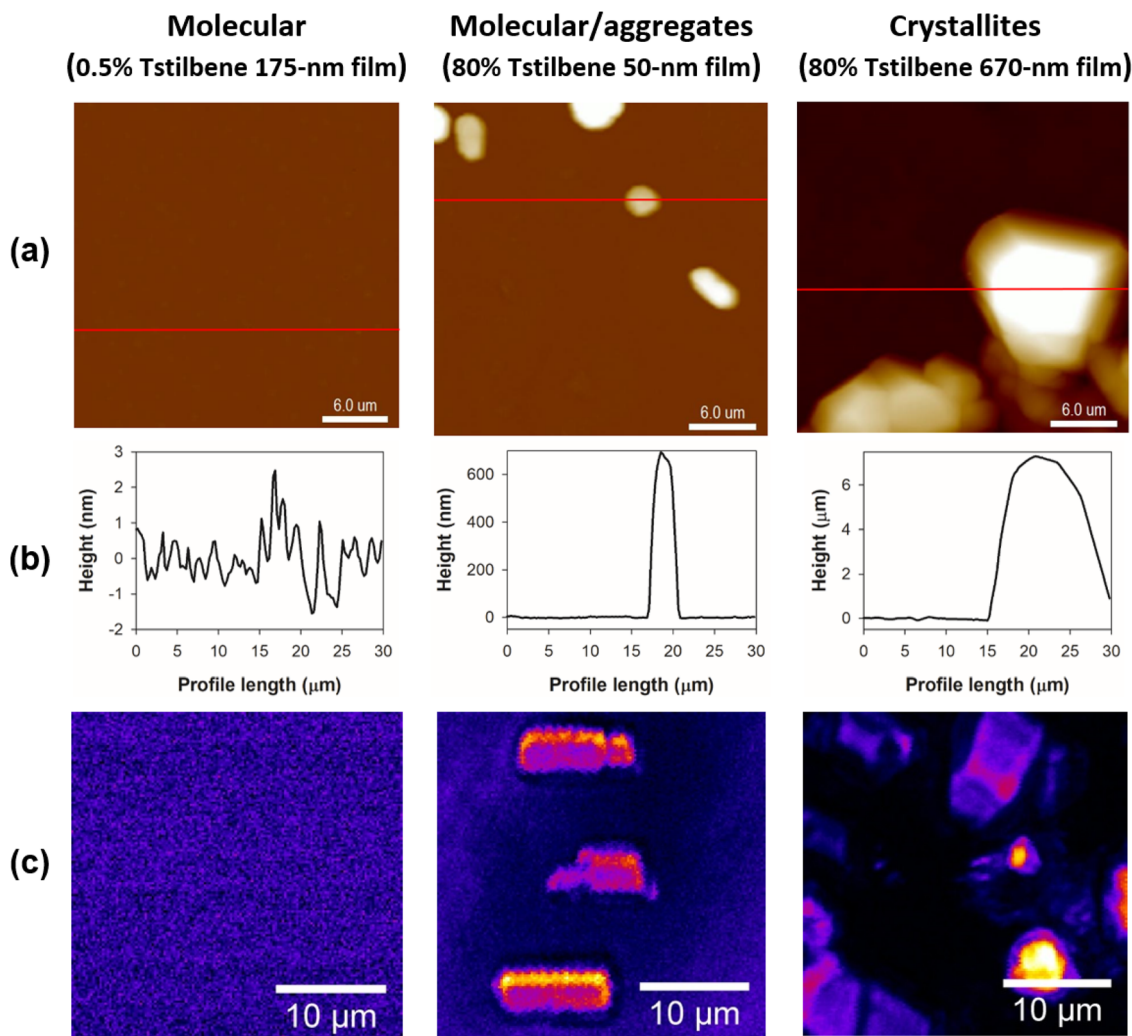 Molecular
(0.5% Tstilbene 175-nm film)
Molecular/aggregates
(80% Tstilbene 50-nm film)
Crystallites
(80% Tstilbene 670-nm film)
(a)
6.0 um
6.0 um
6.0 um
(b)
Height (nm)
3
2
1
0
-1
-2
0 5 10 15 20 25 30
Profile length (μm)
Height (nm)
600
400
200
0
0 5 10 15 20 25 30
Profile length (μm)
Height (μm)
6
4
2
0
0 5 10 15 20 25 30
Profile length (μm)
(c)
10 μm
10 μm
10 μm